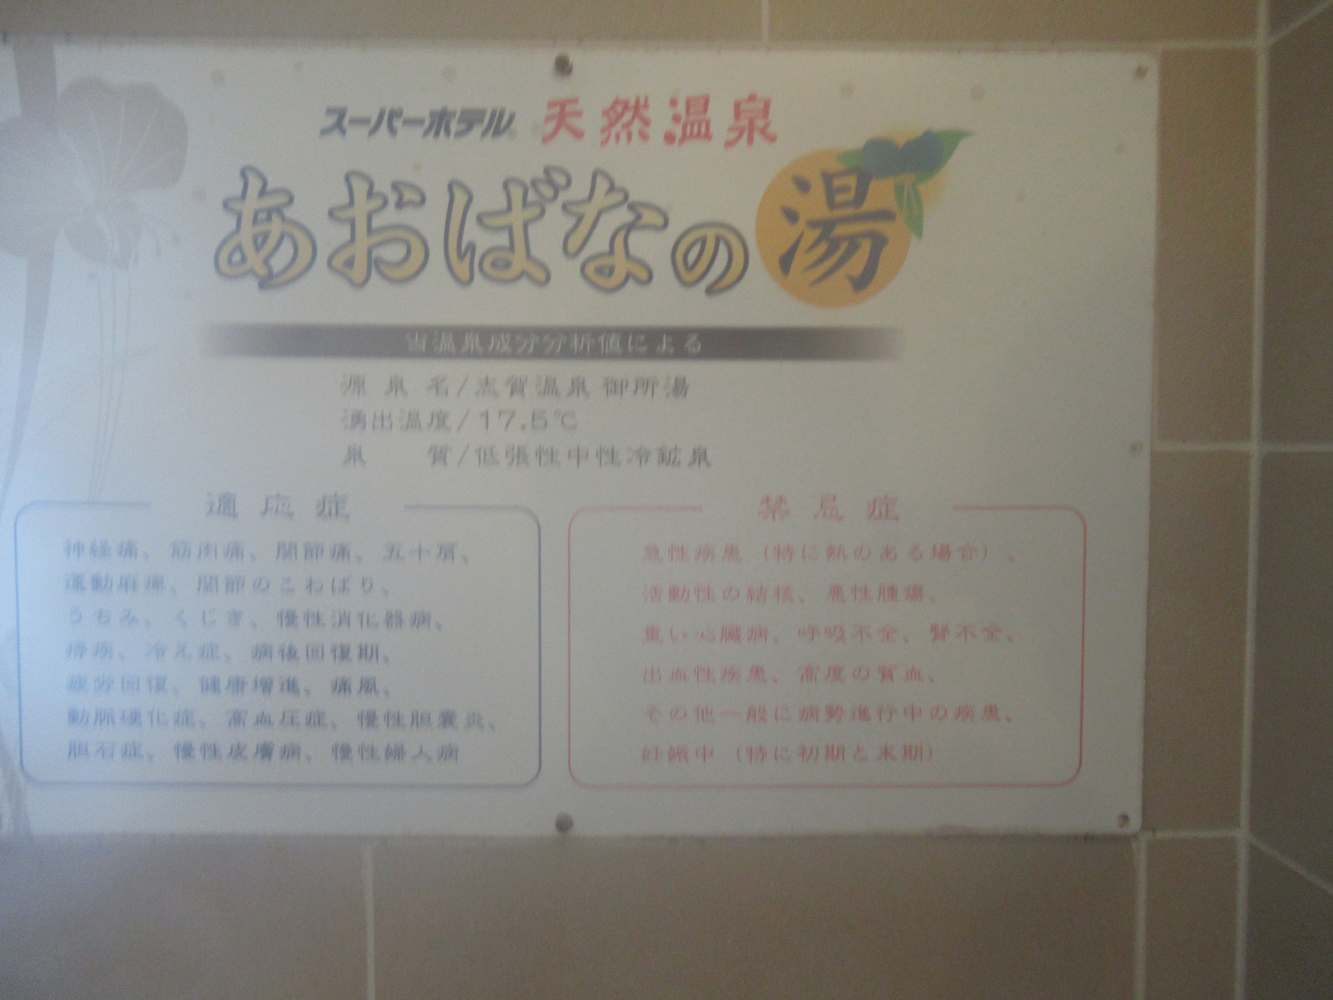 スーパーホテル 天然温泉
あおばなの湯
当温泉成分分析値による
源泉名/志賀温泉 御所湯
湧出温度/17.5℃
泉質/低張性中性冷鉱泉
適応症
神経痛、筋肉痛、関節痛、五十肩、
運動麻痺、関節のこわばり、
うちみ、くじき、慢性消化器病、
痔疾、冷え症、病後回復期、
疲労回復、健康増進、痛風、
動脈硬化症、高血圧症、慢性胆嚢炎、
胆石症、慢性皮膚病、慢性婦人病
禁忌症
急性疾患（特に熱のある場合）、
活動性の結核、悪性腫瘍、
重い心臓病、呼吸不全、腎不全、
出血性疾患、高度の貧血、
その他一般に病勢進行中の疾患、
妊娠中（特に初期と末期）